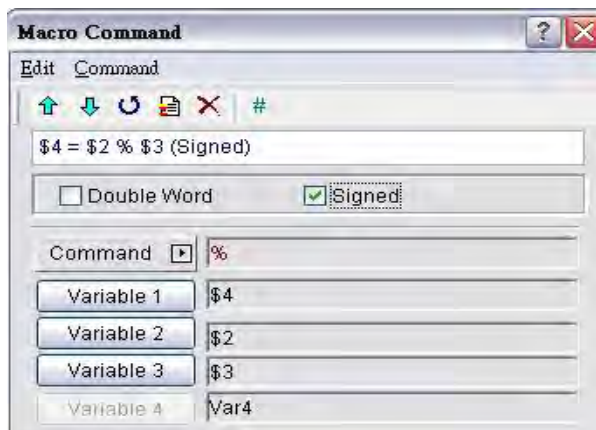 Macro Command
Edit Command
#
$4 = $2 % $3 (Signed)
Double Word Signed
Command %
Variable 1 $4
Variable 2 $2
Variable 3 $3
Variable 4 Var4